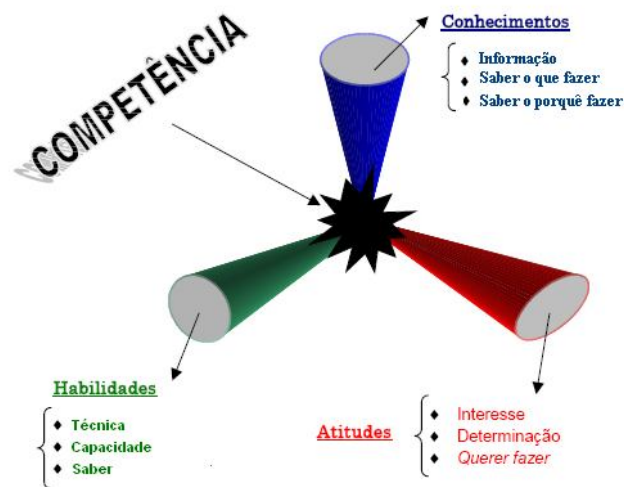 COMPETÊNCIA
Conhecimentos
Informação
Saber o que fazer
Saber o porquê fazer
Habilidades
Técnica
Capacidade
Saber
Atitudes
Interesse
Determinação
Querer fazer